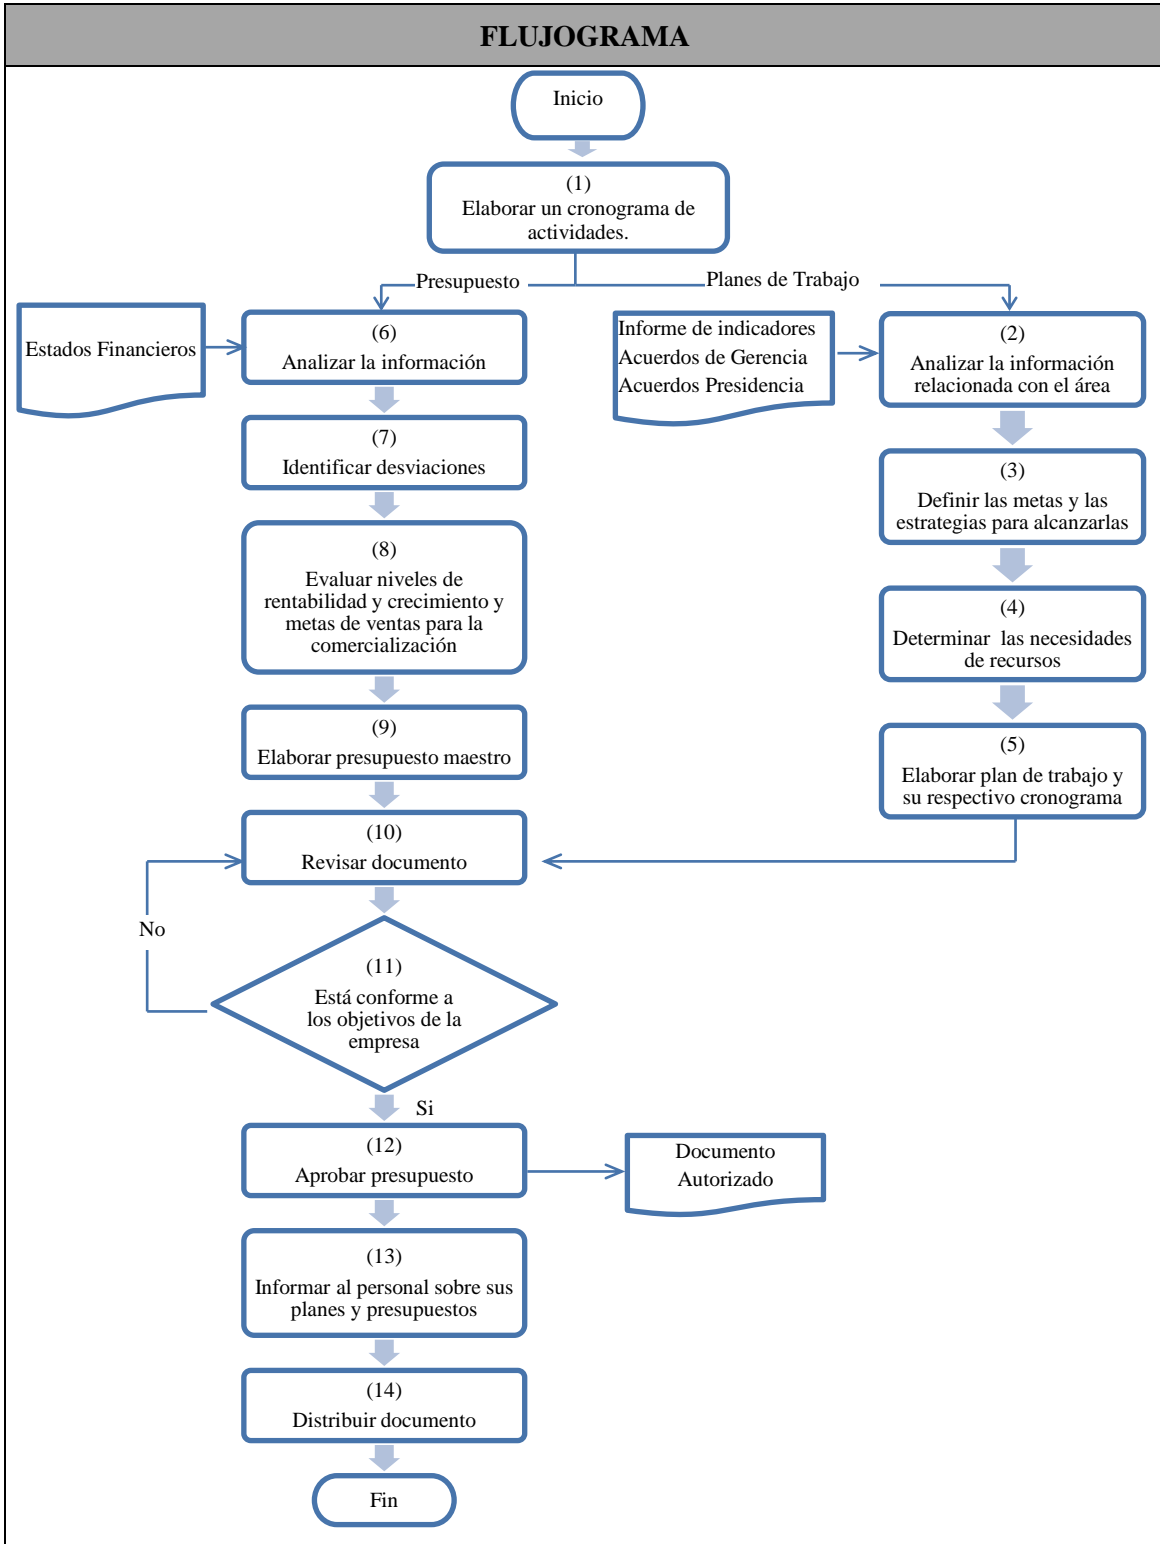 FLUJOGRAMA
Inicio
(1)
Elaborar un cronograma de
actividades.
Presupuesto
Planes de Trabajo
Estados Financieros
(6)
Analizar la información
Informe de indicadores
Acuerdos de Gerencia
Acuerdos Presidencia
(2)
Analizar la información
relacionada con el área
(7)
Identificar desviaciones
(3)
Definir las metas y las
estrategias para alcanzarlas
(8)
Evaluar niveles de
rentabilidad y crecimiento y
metas de ventas para la
comercialización
(4)
Determinar las necesidades
de recursos
(9)
Elaborar presupuesto maestro
(5)
Elaborar plan de trabajo y
su respectivo cronograma
(10)
Revisar documento
No
(11)
Está conforme a
los objetivos de la
empresa
Si
(12)
Aprobar presupuesto
Documento
Autorizado
(13)
Informar al personal sobre sus
planes y presupuestos
(14)
Distribuir documento
Fin